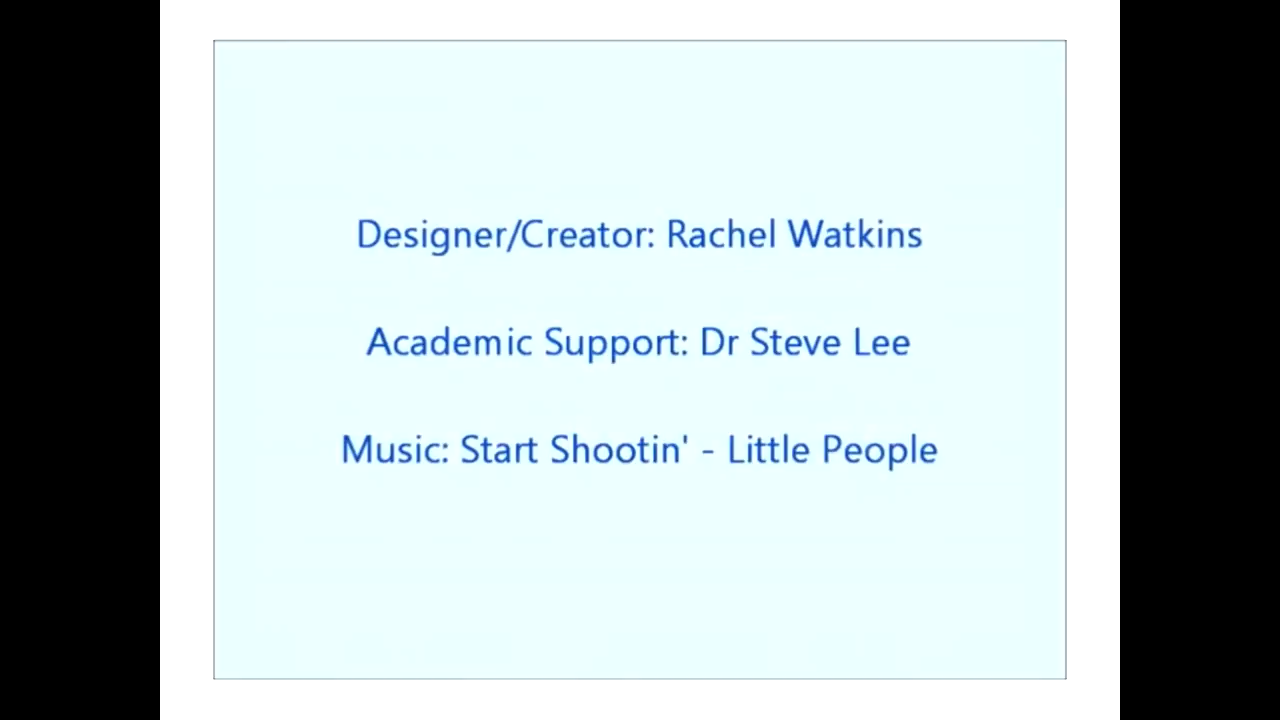 Designer/Creator: Rachel Watkins
Academic Support: Dr Steve Lee
Music: Start Shootin' - Little People